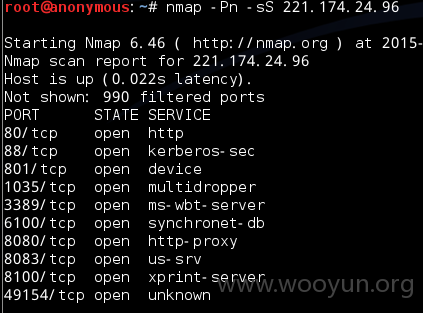 root@anonymous:~# nmap -Pn -sS 221.174.24.96
Starting Nmap 6.46 ( http://nmap.org ) at 2015-
Nmap scan report for 221.174.24.96
Host is up (0.022s latency).
Not shown: 990 filtered ports
PORT STATE SERVICE
80/tcp open http
88/tcp open kerberos-sec
801/tcp open device
1035/tcp open multidropper
3389/tcp open ms-wbt-server
6100/tcp open synchronet-db
8080/tcp open http-proxy
8083/tcp open us-srv
8100/tcp open xprint-server
49154/tcp open unknown
www.wooyun.org